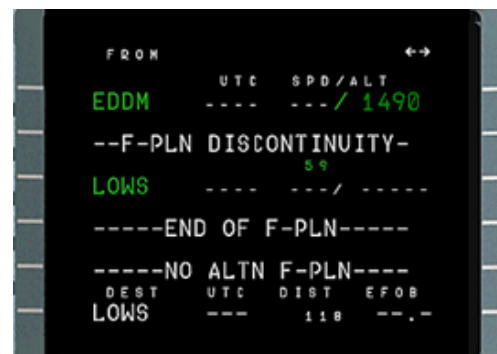 FROM ↔
UTC SPD/ALT
EDDM ---- ---/ 1490
--F-PLN DISCONTINUITY-
59
LOWS ---- ---/ -----
-----END OF F-PLN-----
-----NO ALTN F-PLN----
DEST UTC DIST EFOB
LOWS --- 118 --.-